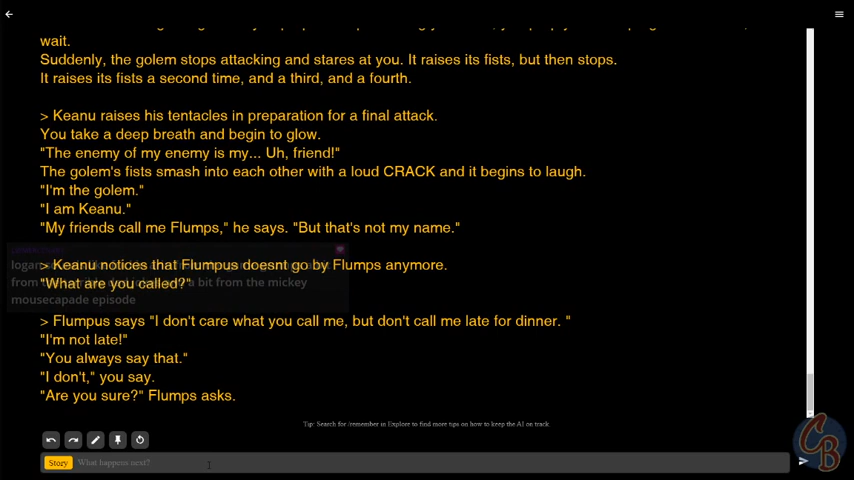 wait.
Suddenly, the golem stops attacking and stares at you. It raises its fists, but then stops.
It raises its fists a second time, and a third, and a fourth.
> Keanu raises his tentacles in preparation for a final attack.
You take a deep breath and begin to glow.
"The enemy of my enemy is my... Uh, friend!"
The golem's fists smash into each other with a loud CRACK and it begins to laugh.
"I'm the golem."
"I am Keanu."
"My friends call me Flumps," he says. "But that's not my name."
> Keanu notices that Flumpus doesnt go by Flumps anymore.
logan
"What are you called?"
from a bit from the mickey
mousecapade episode
> Flumpus says "I don't care what you call me, but don't call me late for dinner. "
"I'm not late!"
"You always say that."
"I don't," you say.
"Are you sure?" Flumps asks.
Tip: Search for /remember in Explore to find more tips on how to keep the AI on track.
Story What happens next?
CB